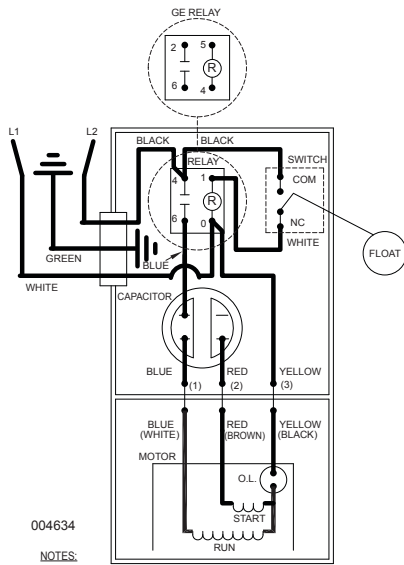 GE RELAY
2 5
R
6 4
L1 L2
BLACK BLACK
RELAY
SWITCH
4 1
COM
R
6 0
NC
WHITE
FLOAT
GREEN
BLUE
WHITE
CAPACITOR
BLUE RED YELLOW
(1) (2) (3)
BLUE RED YELLOW
(WHITE) (BROWN) (BLACK)
MOTOR
O.L.
START
RUN
004634
NOTES: